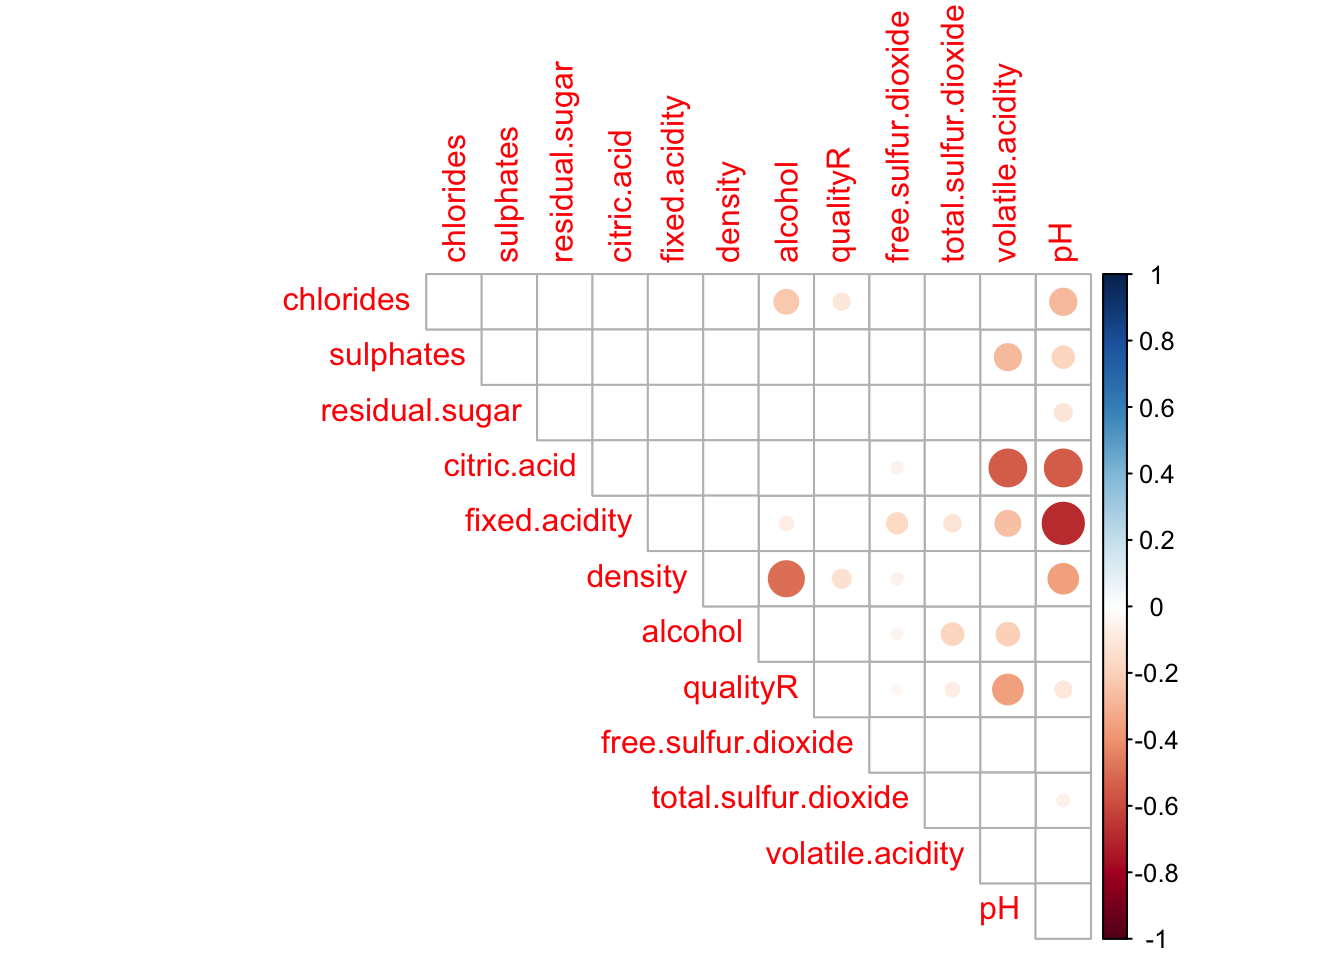 chlorides
sulphates
residual.sugar
citric.acid
fixed.acidity
density
alcohol
qualityR
free.sulfur.dioxide
total.sulfur.dioxide
volatile.acidity
pH
chlorides
sulphates
residual.sugar
citric.acid
fixed.acidity
density
alcohol
qualityR
free.sulfur.dioxide
total.sulfur.dioxide
volatile.acidity
pH
1
0.8
0.6
0.4
0.2
0
-0.2
-0.4
-0.6
-0.8
-1